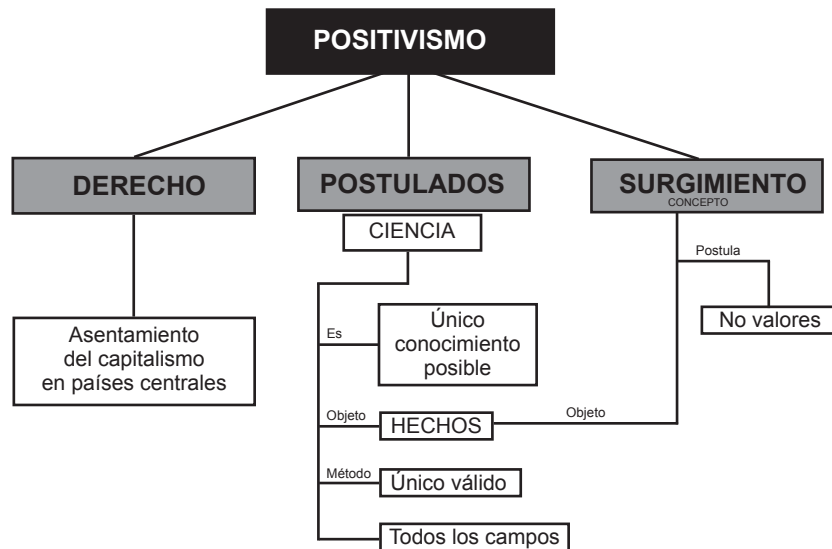 POSITIVISMO
DERECHO
POSTULADOS
SURGIMIENTO
CONCEPTO
CIENCIA
Postula
No valores
Asentamiento
del capitalismo
en países centrales
Es
Único
conocimiento
posible
Objeto
HECHOS
Objeto
Método
Único válido
Todos los campos